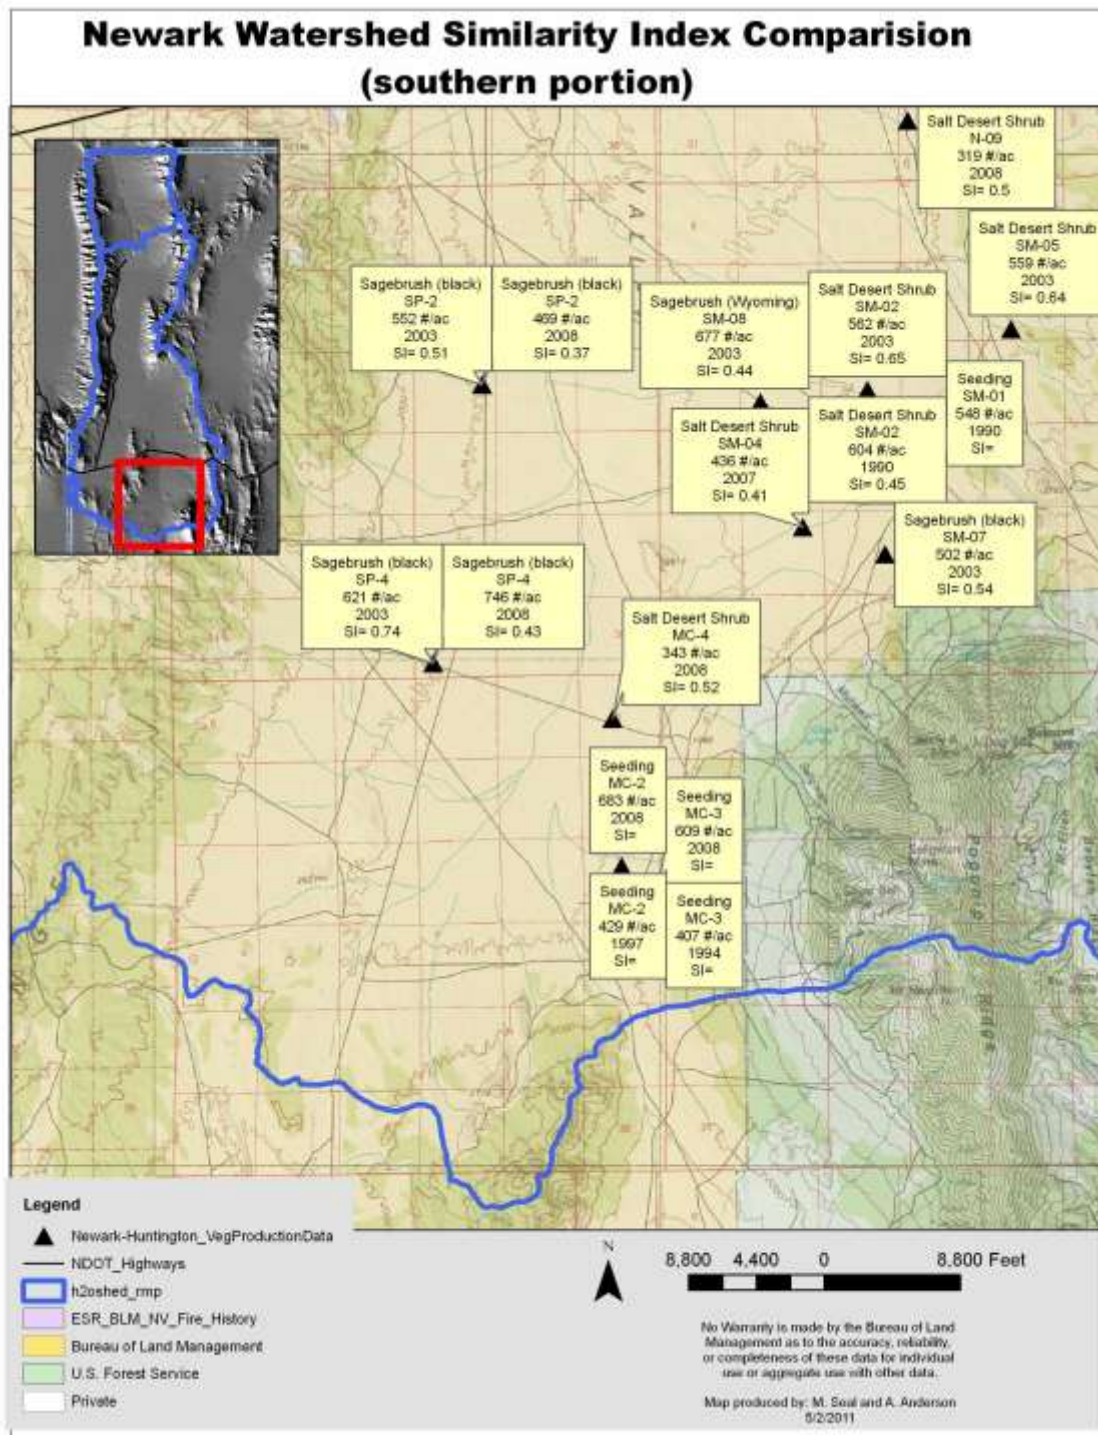 Newark Watershed Similarity Index Comparision
(southern portion)
Salt Desert Shrub
N-09
319 #/ac
2008
SI= 0.5
Salt Desert Shrub
SM-05
559 #/ac
2003
SI= 0.64
Sagebrush (black)
SP-2
552 #/ac
2003
SI= 0.51
Sagebrush (black)
SP-2
469 #/ac
2008
SI= 0.37
Sagebrush (Wyoming)
SM-08
677 #/ac
2003
SI= 0.44
Salt Desert Shrub
SM-02
562 #/ac
2003
SI= 0.65
Seeding
SM-01
548 #/ac
1990
SI=
Salt Desert Shrub
SM-04
436 #/ac
2007
SI= 0.41
Salt Desert Shrub
SM-02
604 #/ac
1990
SI= 0.45
Sagebrush (black)
SM-07
502 #/ac
2003
SI= 0.54
Sagebrush (black)
SP-4
621 #/ac
2003
SI= 0.74
Sagebrush (black)
SP-4
746 #/ac
2008
SI= 0.43
Salt Desert Shrub
MC-4
343 #/ac
2008
SI= 0.52
Seeding
MC-2
683 #/ac
2008
SI=
Seeding
MC-3
609 #/ac
2008
SI=
Seeding
MC-2
429 #/ac
1997
SI=
Seeding
MC-3
407 #/ac
1994
SI=
Legend
Newark-Huntington_VegProductionData
NDOT_Highways
h2oshed_rmp
ESR_BLM_NV_Fire_History
Bureau of Land Management
U.S. Forest Service
Private
N
8,800 4,400 0 8,800 Feet
No Warranty is made by the Bureau of Land
Management as to the accuracy, reliability,
or completeness of these data for individual
use or aggregate use with other data.
Map produced by: M. Seal and A. Anderson
5/2/2011